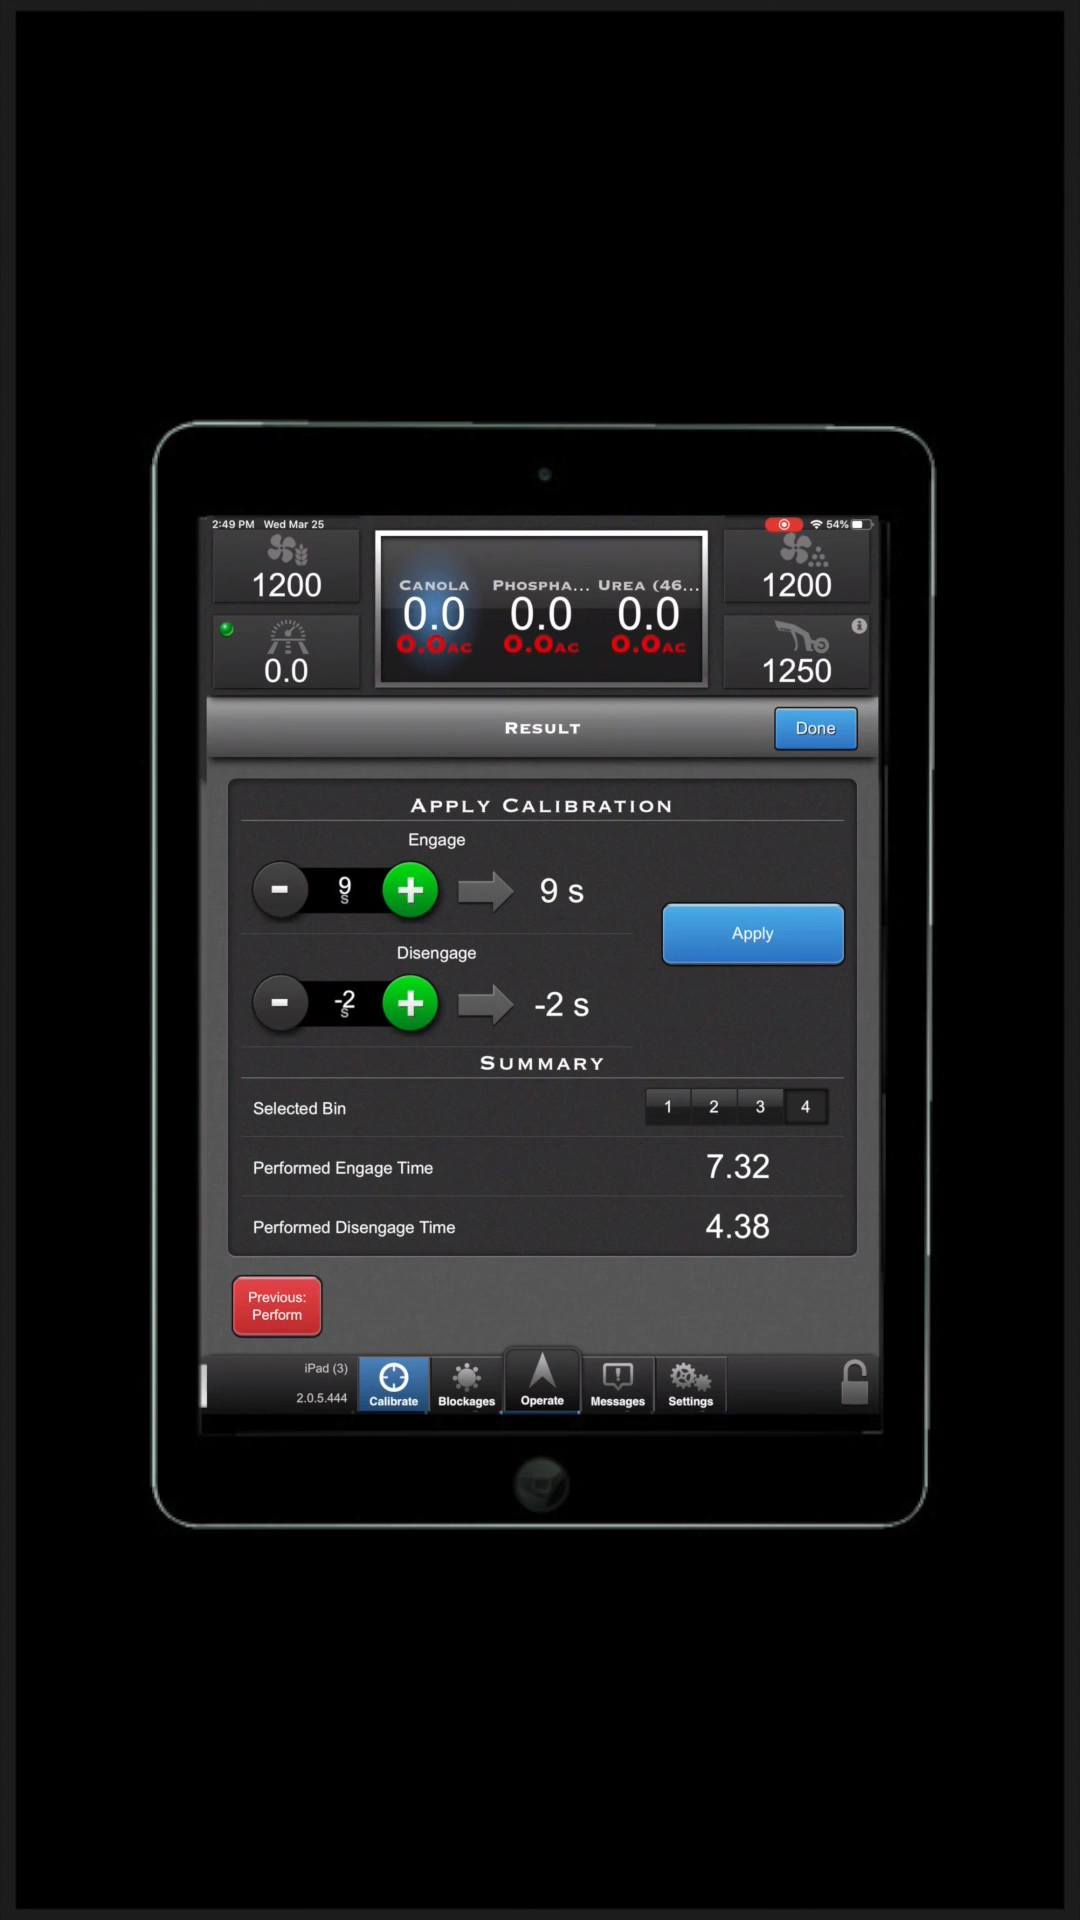 2:49 PM Wed Mar 25
54%
1200
CANOLA PHOSPHA... UREA (46...
0.0 0.0 0.0
0.0AC 0.0AC 0.0AC
1200
0.0
1250
RESULT
Done
APPLY CALIBRATION
Engage
- 9 s + 9 s
Apply
Disengage
- -2 s + -2 s
SUMMARY
Selected Bin 1 2 3 4
Performed Engage Time 7.32
Performed Disengage Time 4.38
Previous:
Perform
iPad (3)
2.0.5.444
Calibrate Blockages Operate Messages Settings